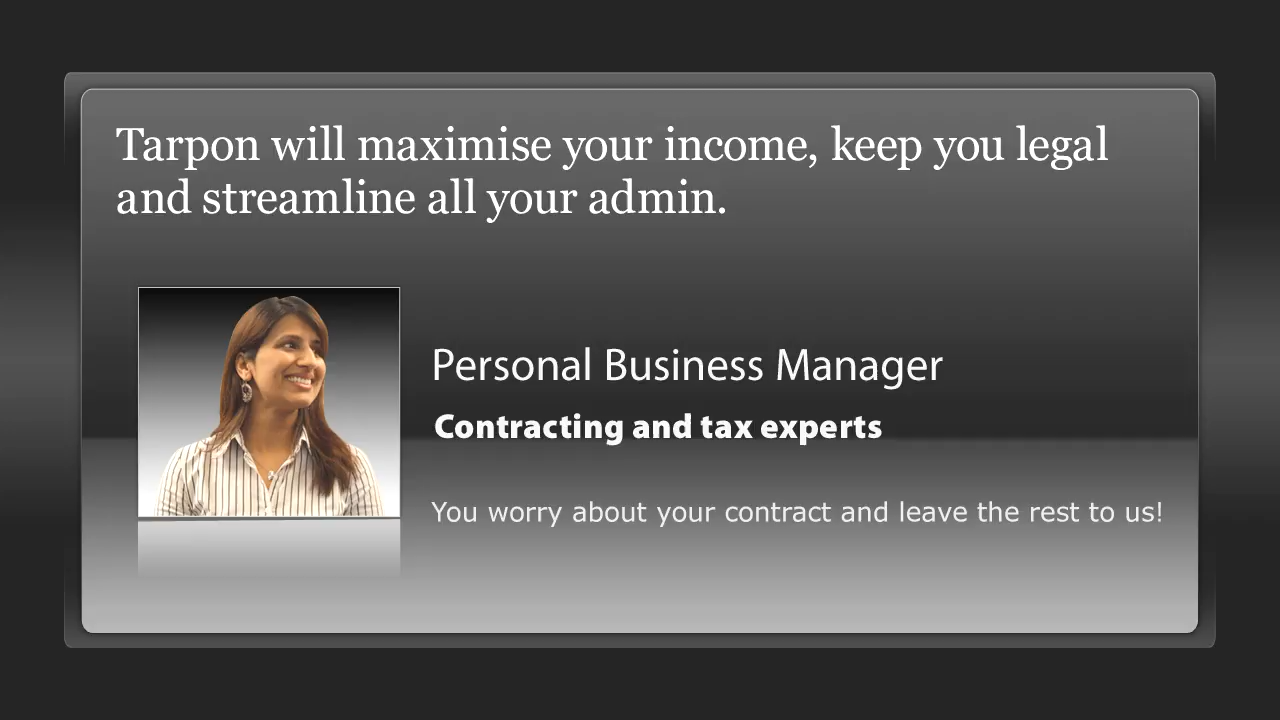 Tarpon will maximise your income, keep you legal
and streamline all your admin.
Personal Business Manager
Contracting and tax experts
You worry about your contract and leave the rest to us!